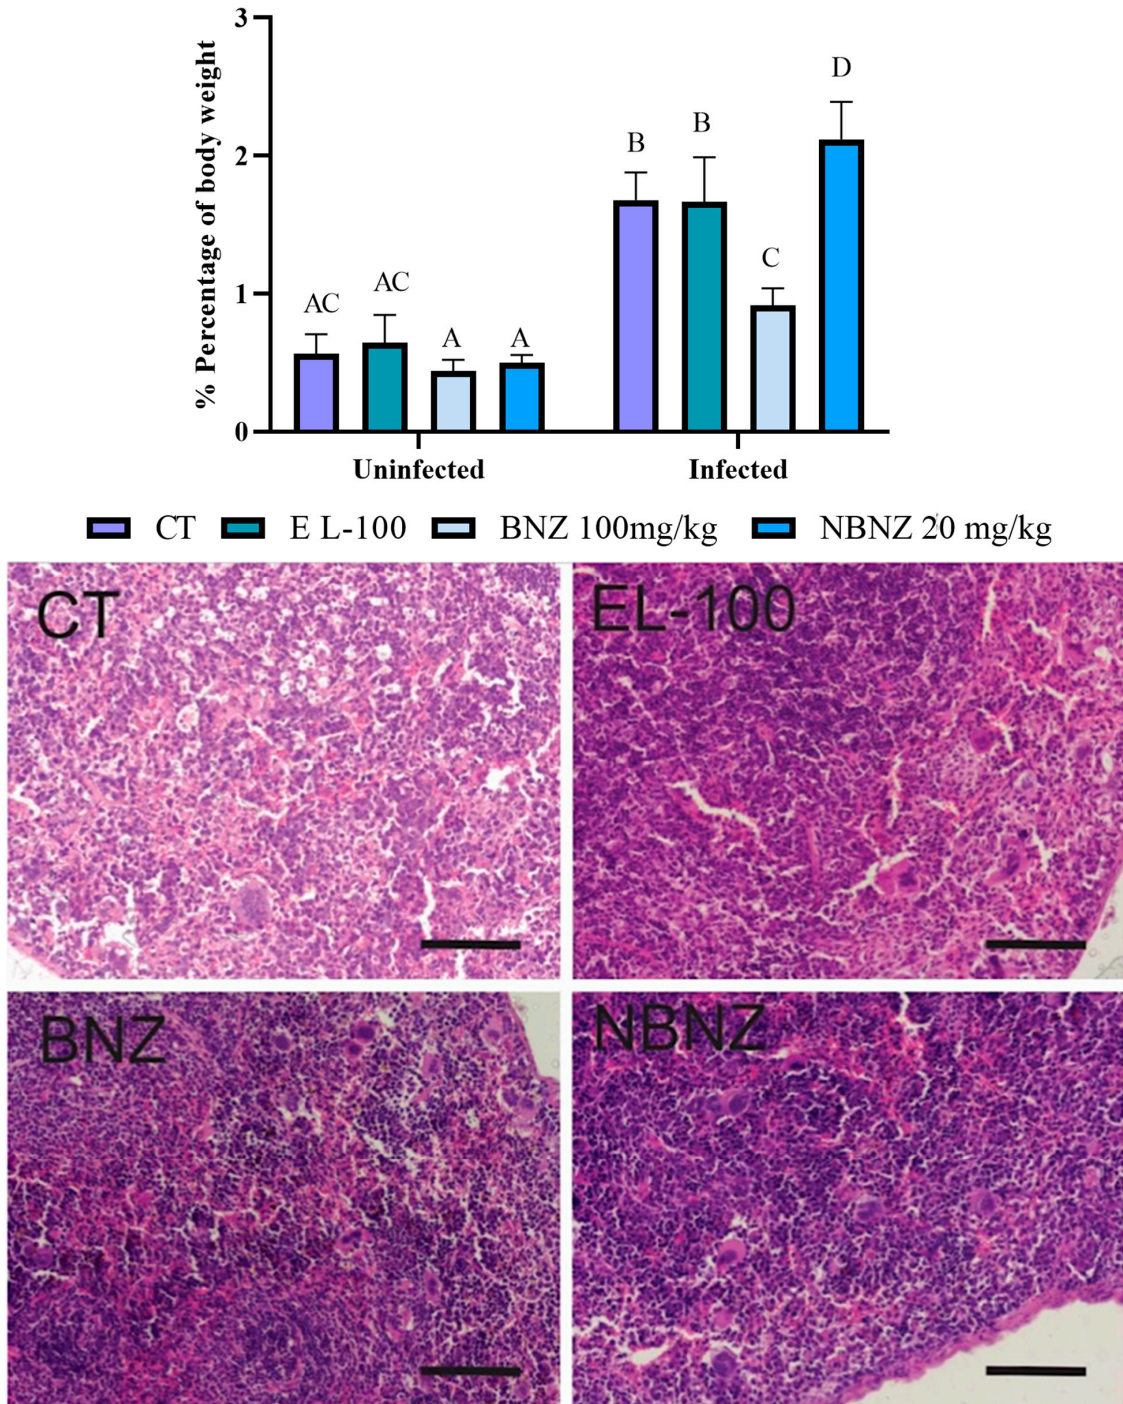 3
2
1
0
% Percentage of body weight
AC
AC
A
A
B
B
C
D
Uninfected
Infected
CT
E L-100
BNZ 100mg/kg
NBNZ 20 mg/kg
CT
EL-100
BNZ
NBNZ